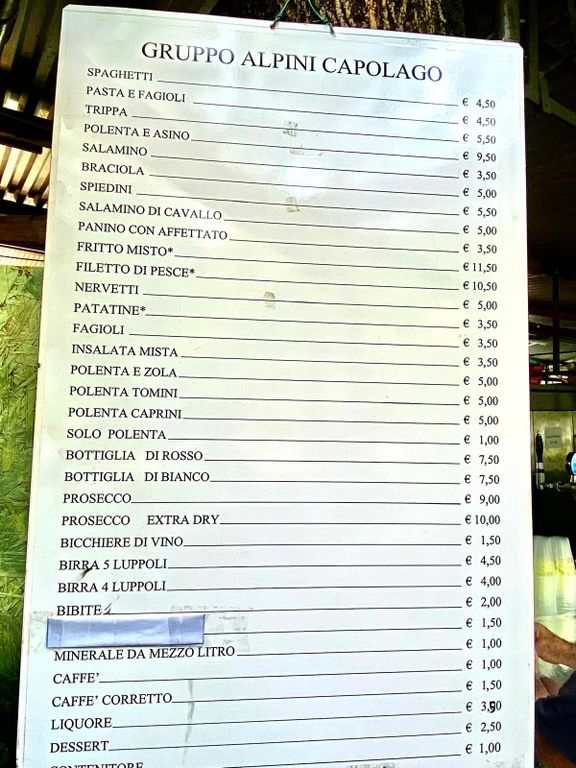 GRUPPO ALPINI CAPOLAGO
SPAGHETTI € 4,50
PASTA E FAGIOLI € 4,50
TRIPPA € 5,50
POLENTA E ASINO € 9,50
SALAMINO € 3,50
BRACIOLA € 5,00
SPIEDINI € 5,50
SALAMINO DI CAVALLO € 5,00
PANINO CON AFFETTATO € 3,50
FRITTO MISTO* € 11,50
FILETTO DI PESCE* € 10,50
NERVETTI € 5,00
PATATINE* € 3,50
FAGIOLI € 3,50
INSALATA MISTA € 3,50
POLENTA E ZOLA € 5,00
POLENTA TOMINI € 5,00
POLENTA CAPRINI € 5,00
SOLO POLENTA € 1,00
BOTTIGLIA DI ROSSO € 7,50
BOTTIGLIA DI BIANCO € 7,50
PROSECCO € 9,00
PROSECCO EXTRA DRY € 10,00
BICCHIERE DI VINO € 1,50
BIRRA 5 LUPPOLI € 4,50
BIRRA 4 LUPPOLI € 4,00
BIBITE € 2,00
€ 1,50
MINERALE DA MEZZO LITRO € 1,00
CAFFE' € 1,00
CAFFE' CORRETTO € 1,50
LIQUORE €
DESSERT € 2,50
CONTENITORE € 1,00